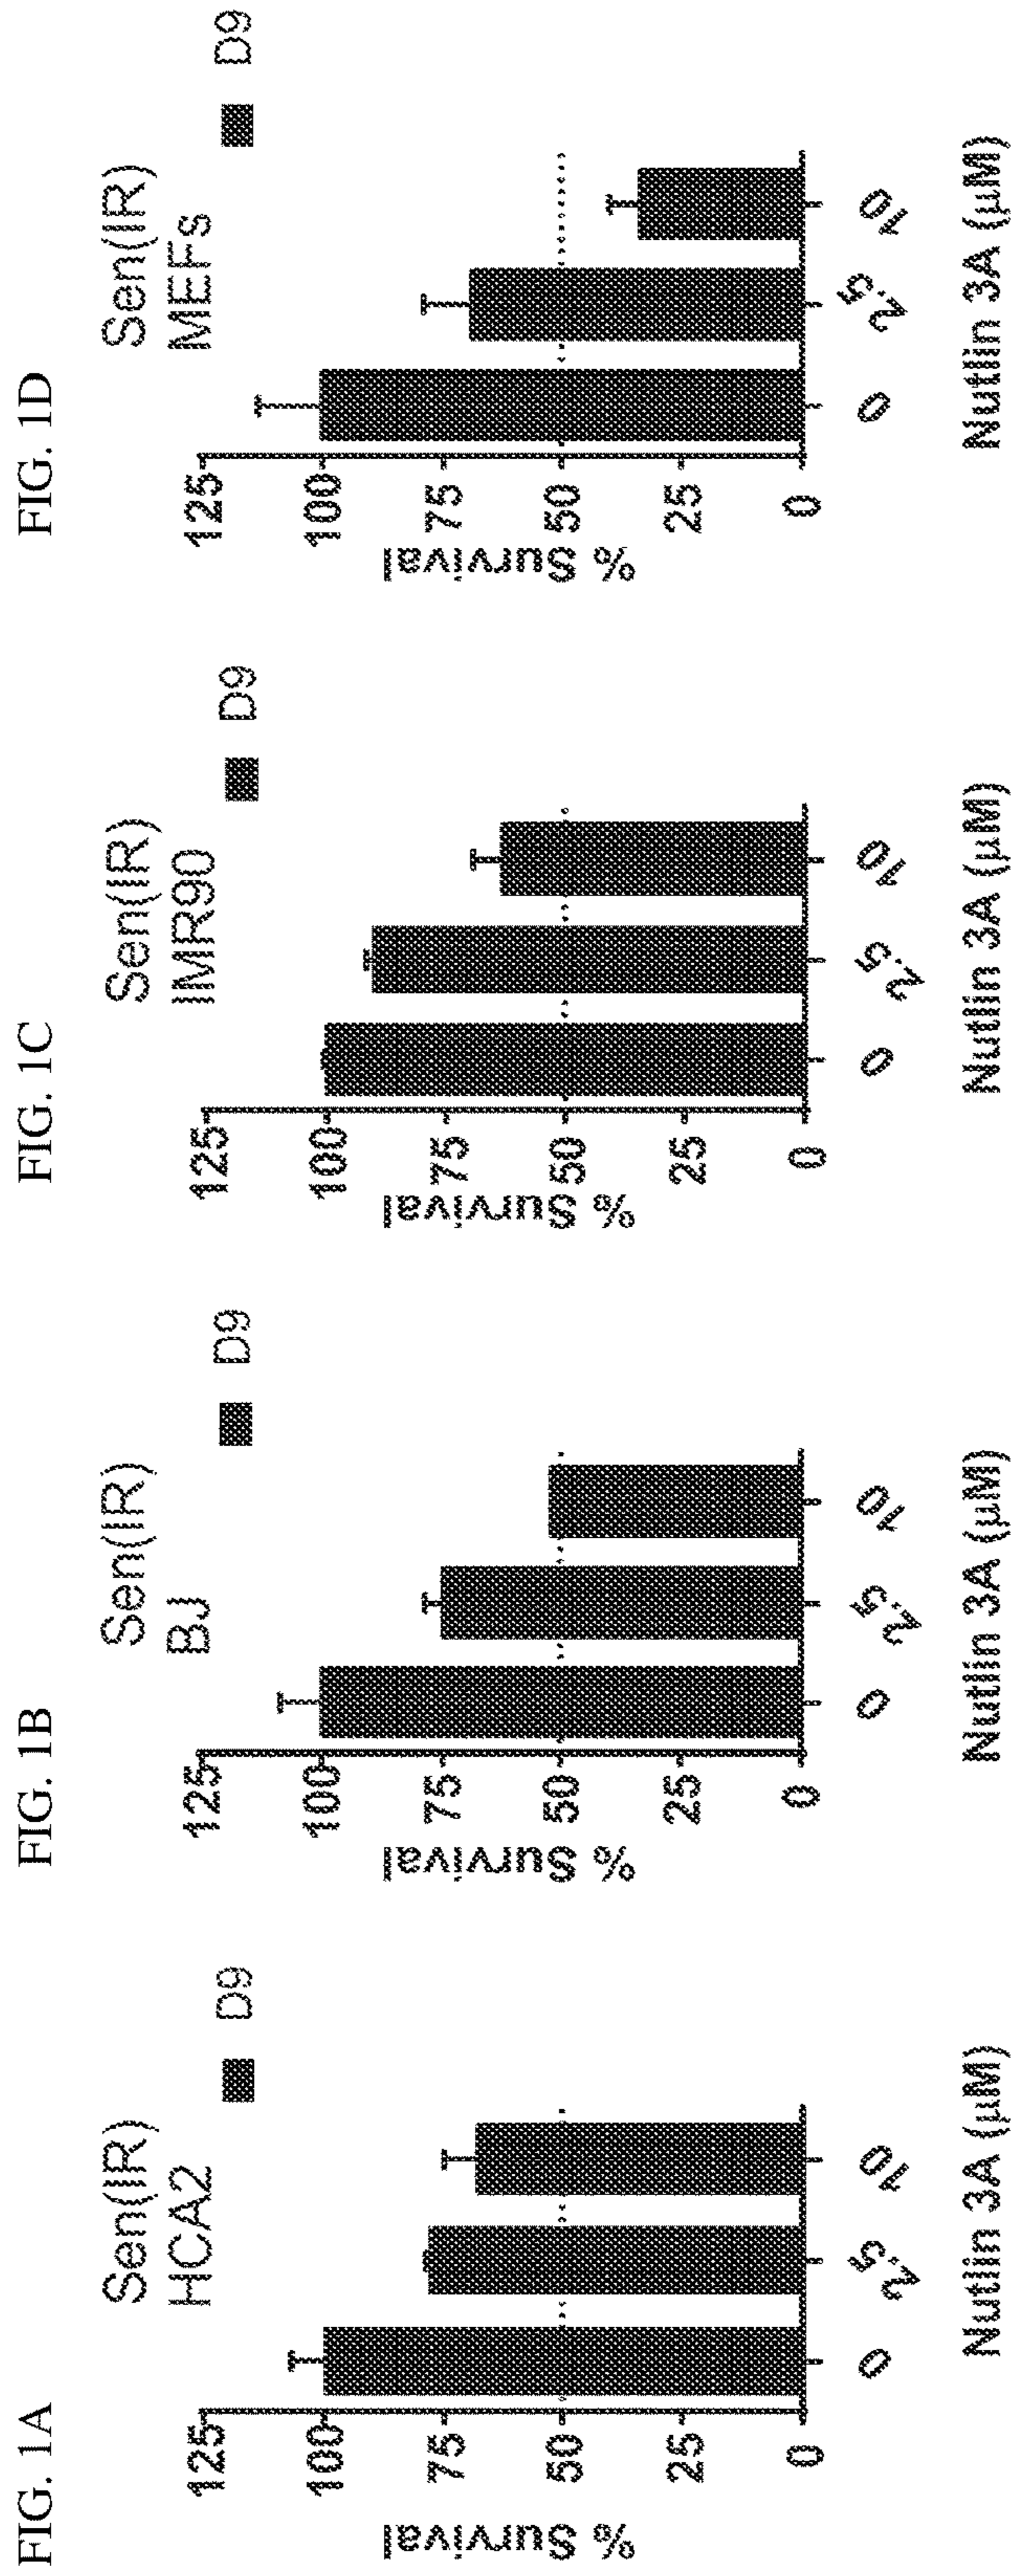 FIG. 1A
Sen(IR)
HCA2
D9
% Survival
125
100
75
50
25
0
0
2.5
10
Nutlin 3A (µM)
FIG. 1B
Sen(IR)
BJ
D9
% Survival
125
100
75
50
25
0
0
2.5
10
Nutlin 3A (µM)
FIG. 1C
Sen(IR)
IMR90
D9
% Survival
125
100
75
50
25
0
0
2.5
10
Nutlin 3A (µM)
FIG. 1D
Sen(IR)
MEFs
D9
% Survival
125
100
75
50
25
0
0
2.5
10
Nutlin 3A (µM)